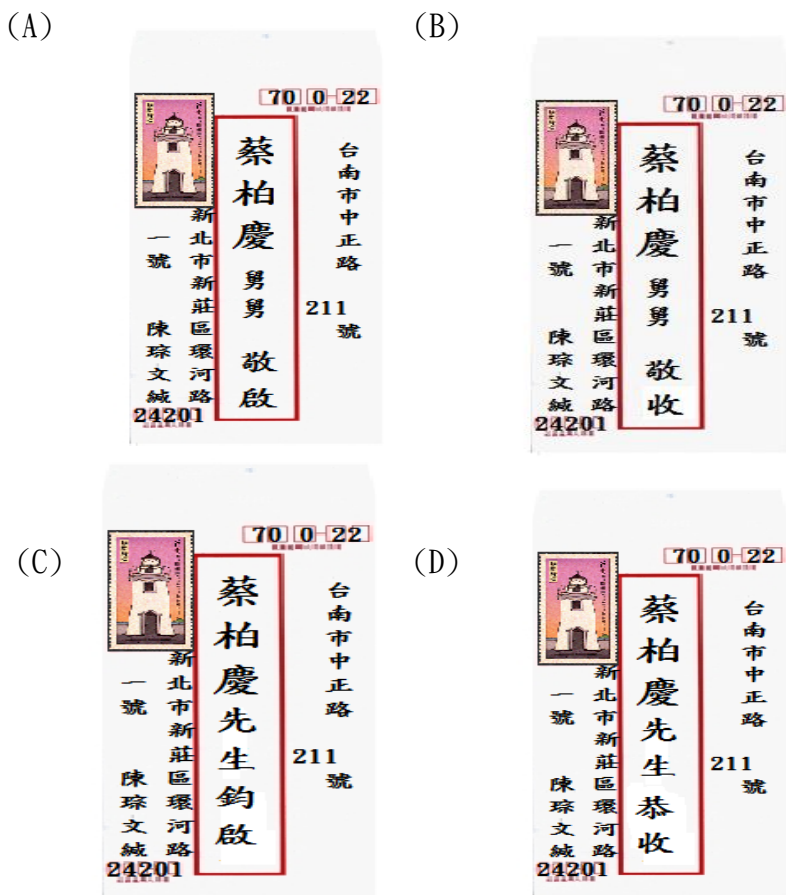 (A)
70 0-22
台南市中正路
211
號
蔡柏慶 舅舅 敬啟
新北市新莊區環河路
一號 陳琮文緘
24201
(B)
70 0-22
台南市中正路
211
號
蔡柏慶 舅舅 敬收
新北市新莊區環河路
一號 陳琮文緘
24201
(C)
70 0-22
台南市中正路
211
號
蔡柏慶先生鈞啟
新北市新莊區環河路
一號 陳琮文緘
24201
(D)
70 0-22
台南市中正路
211
號
蔡柏慶先生恭收
新北市新莊區環河路
一號 陳琮文緘
24201